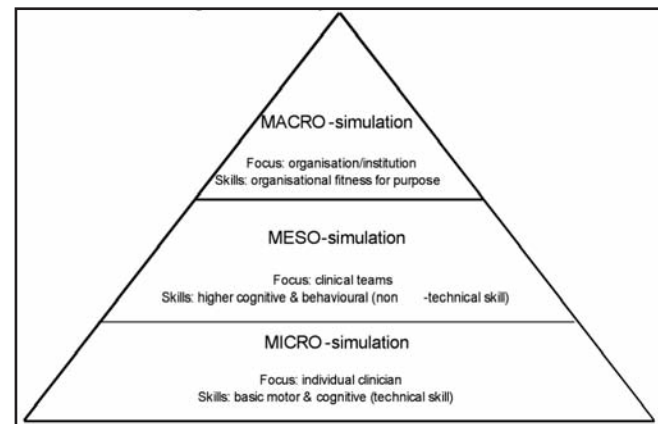 MACRO-simulation
Focus: organisation/institution
Skills: organisational fitness for purpose
MESO-simulation
Focus: clinical teams
Skills: higher cognitive & behavioural (non -technical skill)
MICRO-simulation
Focus: individual clinician
Skills: basic motor & cognitive (technical skill)